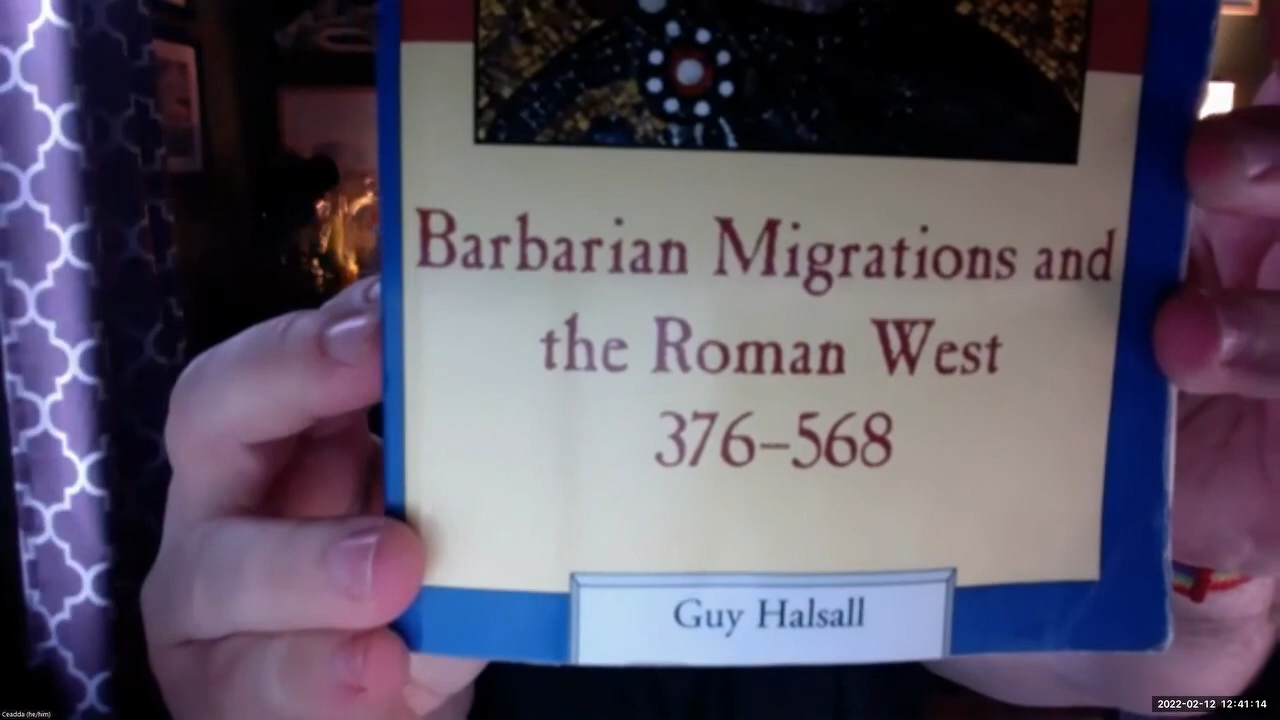 Barbarian Migrations and
the Roman West
376–568
Guy Halsall
Ceadda (he/him)
2022-02-12 12:41:14